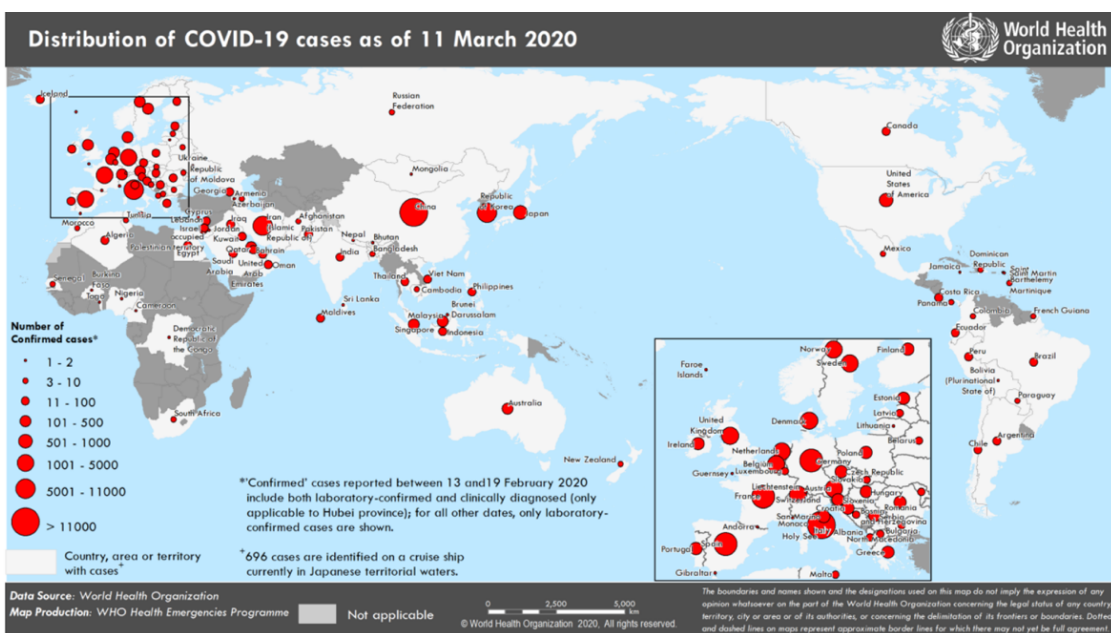 Distribution of COVID-19 cases as of 11 March 2020
World Health
Organization
Iceland
Russian
Federation
Canada
Ukraine
Republic
of Moldova
Mongolia
United
States
of America
Georgia
Armenia
Azerbaijan
Republic
of Korea
China
Japan
Cyprus
Lebanon
Israel
Iraq
Iran
(Islamic
Republic of)
Afghanistan
Morocco
Algeria
Jordan
Kuwait
Pakistan
Nepal
Bhutan
Mexico
occupied
Palestinian territory
Egypt
Qatar
Bahrain
India
Bangladesh
Jamaica
Dominican
Republic
Saint
Martin
Saint
Barthelemy
Martinique
Saudi
Arabia
United
Arab
Emirates
Oman
Thailand
Viet Nam
Cambodia
Philippines
Costa Rica
Panama
Colombia
French Guiana
Senegal
Burkina
Faso
Togo
Nigeria
Cameroon
Sri Lanka
Maldives
Brunei
Darussalam
Malaysia
Singapore
Indonesia
Ecuador
Democratic
Republic of
the Congo
Peru
Brazil
Bolivia
(Plurinational
State of)
Paraguay
South Africa
Australia
New Zealand
Chile
Argentina
Number of
Confirmed cases*
1 - 2
3 - 10
11 - 100
101 - 500
501 - 1000
1001 - 5000
5001 - 11000
> 11000
Country, area or territory
with cases+
*'Confirmed' cases reported between 13 and19 February 2020
include both laboratory-confirmed and clinically diagnosed (only
applicable to Hubei province); for all other dates, only laboratory-
confirmed cases are shown.
+696 cases are identified on a cruise ship
currently in Japanese territorial waters.
Norway
Sweden
Finland
Faroe
Islands
Estonia
Latvia
Lithuania
Denmark
United
Kingdom
Ireland
Netherlands
Belgium
Germany
Poland
Belarus
Guernsey
Luxembourg
Czech Republic
Slovakia
Liechtenstein
Austria
Hungary
France
Switzerland
Slovenia
Croatia
Romania
San Marino
Monaco
Bosnia
and Herzegovina
Serbia
Andorra
Italy
Albania
Bulgaria
Holy See
North Macedonia
Portugal
Spain
Greece
Gibraltar
Malta
Data Source: World Health Organization
Map Production: WHO Health Emergencies Programme
Not applicable
0 2,500 5,000
km
© World Health Organization 2020, All rights reserved.
The boundaries and names shown and the designations used on this map do not imply the expression of any
opinion whatsoever on the part of the World Health Organization concerning the legal status of any country,
territory, city or area or of its authorities, or concerning the delimitation of its frontiers or boundaries. Dotted
and dashed lines on maps represent approximate border lines for which there may not yet be full agreement.